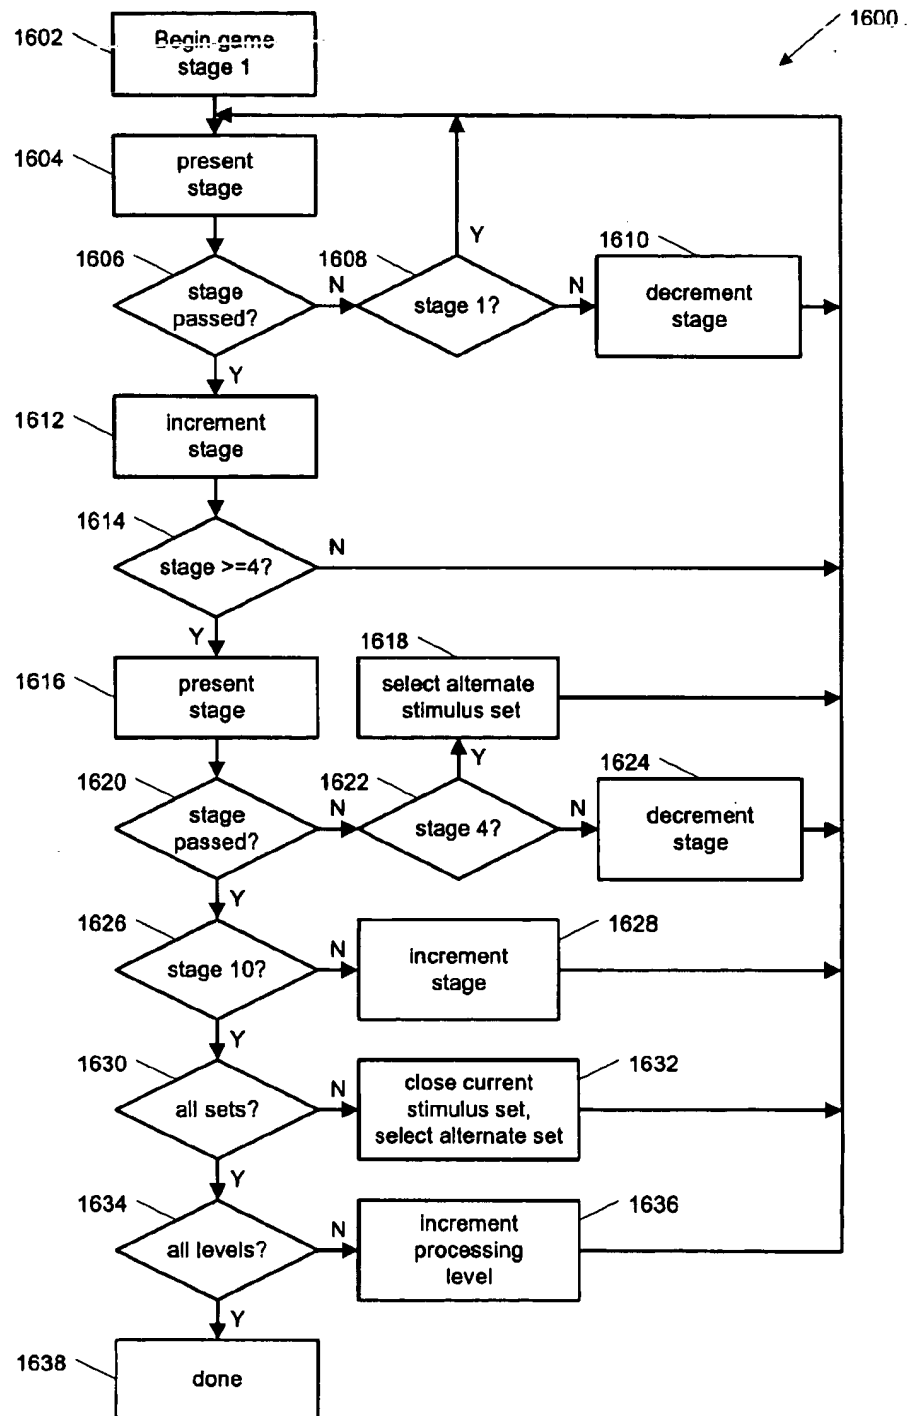 1600
1602
Begin game
stage 1
1604
present
stage
1606
stage
passed?
N
Y
1608
stage 1?
Y
N
1610
decrement
stage
1612
increment
stage
1614
stage >=4?
N
Y
1616
present
stage
1618
select alternate
stimulus set
1620
stage
passed?
N
Y
1622
stage 4?
Y
N
1624
decrement
stage
1626
stage 10?
N
Y
1628
increment
stage
1630
all sets?
N
Y
1632
close current
stimulus set,
select alternate set
1634
all levels?
N
Y
1636
increment
processing
level
1638
done